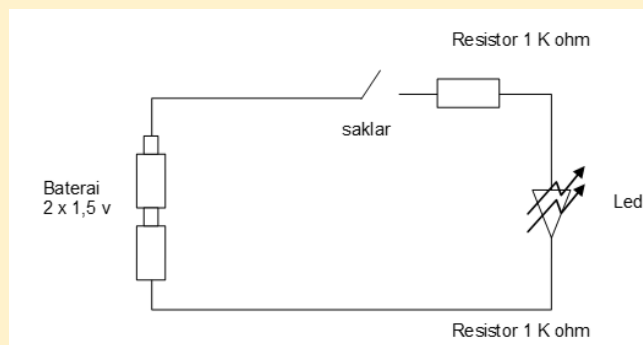 Resistor 1 K ohm
saklar
Baterai
2 x 1,5 v
Led
Resistor 1 K ohm